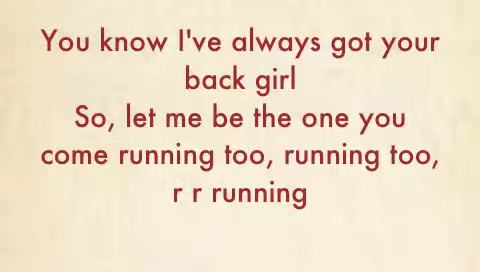 You know I've always got your
back girl
So, let me be the one you
come running too, running too,
r r running